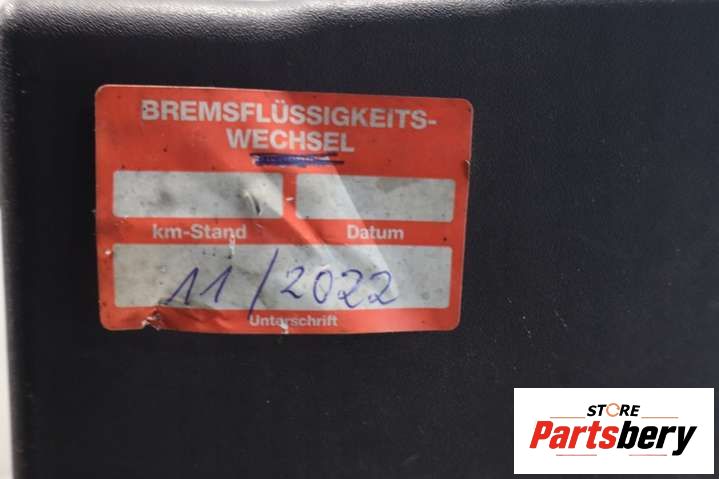 BREMSFLÜSSIGKEITS-
WECHSEL
km-Stand Datum
11/2022
Unterschrift
STORE
Partsbery